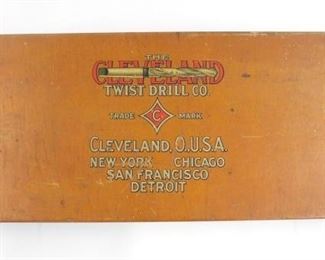 THE
CLEVELAND
TWIST DRILL CO.
TRADE C MARK
CLEVELAND, O.U.S.A.
NEW YORK CHICAGO
SAN FRANCISCO
DETROIT